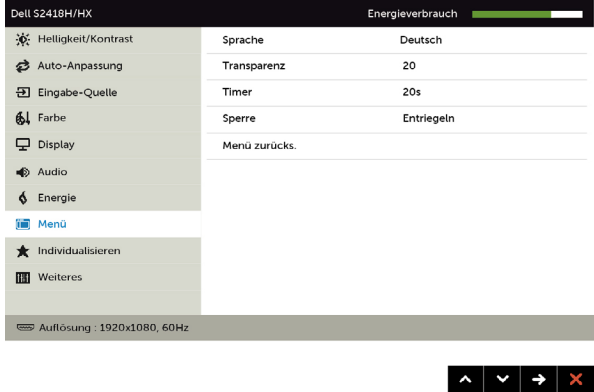 Dell S2418H/HX Energieverbrauch
Helligkeit/Kontrast
Auto-Anpassung
Eingabe-Quelle
Farbe
Display
Audio
Energie
Menü
Individualisieren
Weiteres
Sprache Deutsch
Transparenz 20
Timer 20s
Sperre Entriegeln
Menü zurücks.
Auflösung : 1920x1080, 60Hz